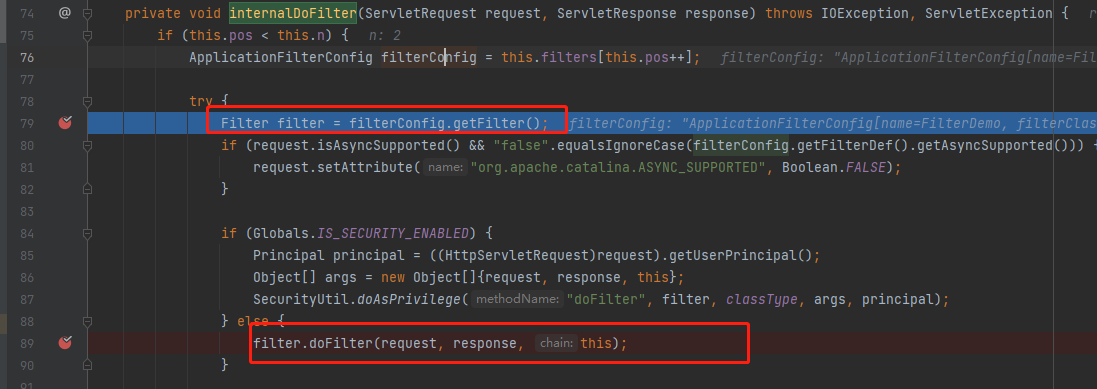 74 @ private void internalDoFilter(ServletRequest request, ServletResponse response) throws IOException, ServletException {
75 if (this.pos < this.n) { n: 2
76 ApplicationFilterConfig filterConfig = this.filters[this.pos++]; filterConfig: "ApplicationFilterConfig[name=Fil
77
78 try {
79 Filter filter = filterConfig.getFilter(); filterConfig: "ApplicationFilterConfig[name=FilterDemo, filterClas
80 if (request.isAsyncSupported() && "false".equalsIgnoreCase(filterConfig.getFilterDef().getAsyncSupported())) {
81 request.setAttribute( name: "org.apache.catalina.ASYNC_SUPPORTED", Boolean.FALSE);
82 }
83
84 if (Globals.IS_SECURITY_ENABLED) {
85 Principal principal = ((HttpServletRequest)request).getUserPrincipal();
86 Object[] args = new Object[]{request, response, this};
87 SecurityUtil.doAsPrivilege( methodName: "doFilter", filter, classType, args, principal);
88 } else {
89 filter.doFilter(request, response, chain: this);
90 }